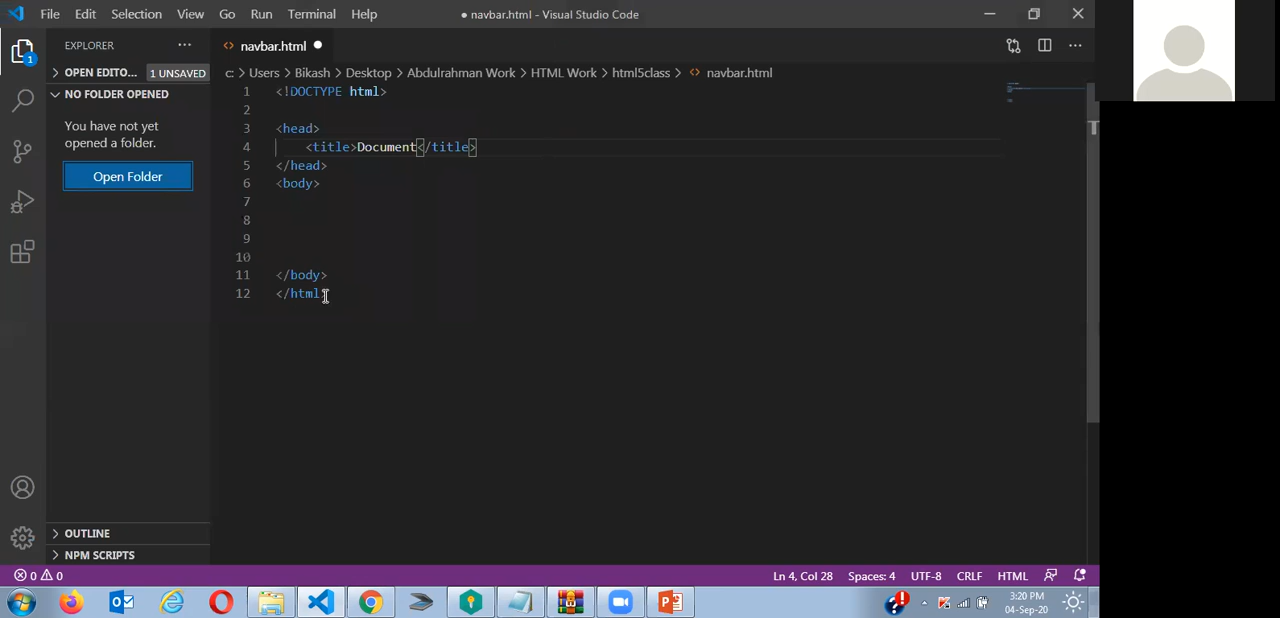 File Edit Selection View Go Run Terminal Help ● navbar.html - Visual Studio Code
EXPLORER ··· <> navbar.html ●
> OPEN EDITO... 1 UNSAVED
c: > Users > Bikash > Desktop > Abdulrahman Work > HTML Work > html5class > <> navbar.html
NO FOLDER OPENED
You have not yet
opened a folder.
Open Folder
1 <!DOCTYPE html>
2
3 <head>
4 <title>Document</title>
5 </head>
6 <body>
7
8
9
10
11 </body>
12 </html>
1
OUTLINE
NPM SCRIPTS
0 0 Ln 4, Col 28 Spaces: 4 UTF-8 CRLF HTML
3:20 PM
04-Sep-20